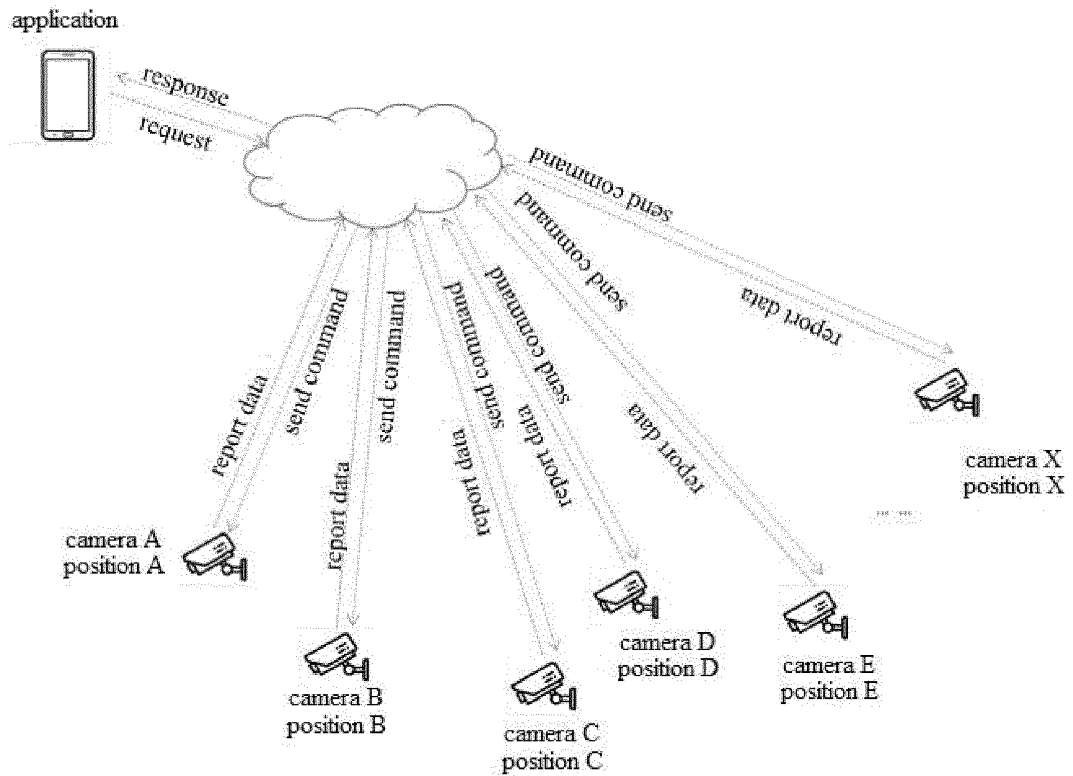 application
response
request
send command
report data
send command
report data
send command
report data
send command
report data
send command
report data
send command
report data
camera A
position A
camera B
position B
camera C
position C
camera D
position D
camera E
position E
... ...
camera X
position X